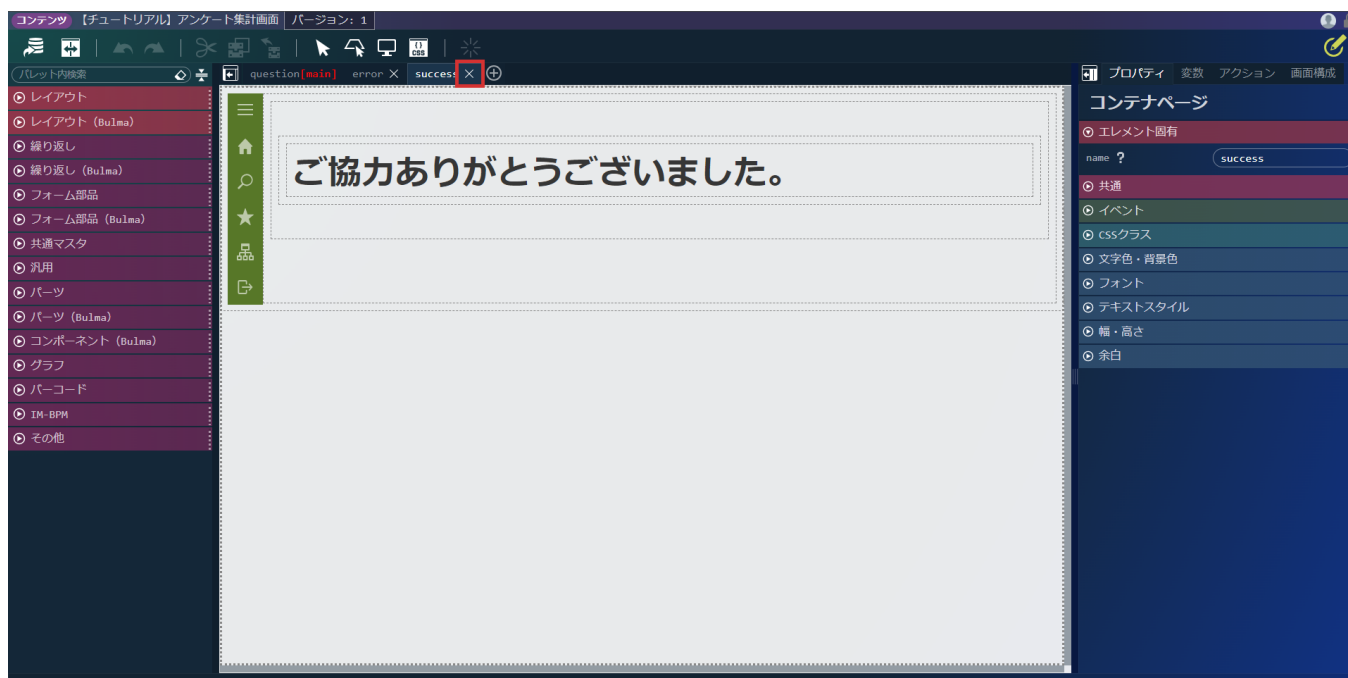 コンテンツ 【チュートリアル】アンケート集計画面 バージョン: 1
CSS
パレット内検索
question[main] error success
プロパティ 変数 アクション 画面構成
レイアウト
レイアウト (Bulma)
繰り返し
繰り返し (Bulma)
フォーム部品
フォーム部品 (Bulma)
共通マスタ
汎用
パーツ
パーツ (Bulma)
コンポーネント (Bulma)
グラフ
バーコード
IM-BPM
その他
ご協力ありがとうございました。
コンテナページ
エレメント固有
name ? success
共通
イベント
CSSクラス
文字色・背景色
フォント
テキストスタイル
幅・高さ
余白